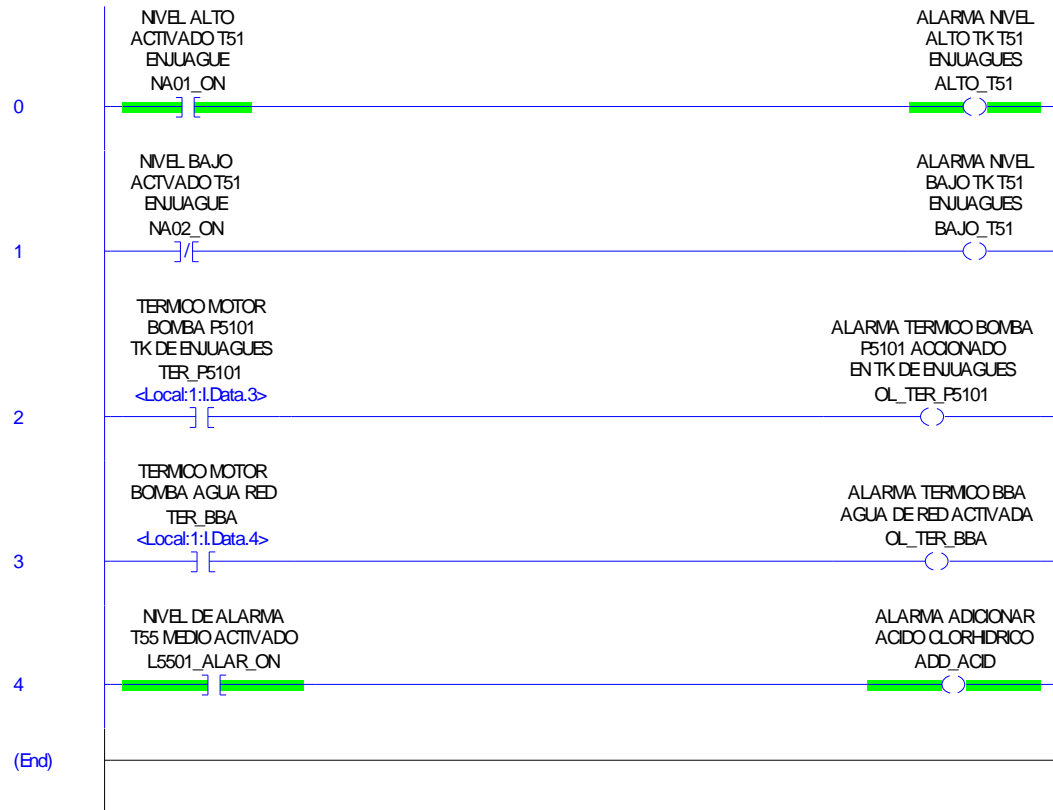 NIVEL ALTO
ACTIVADO T51
ENJUAGUE
NA01_ON
ALARMA NIVEL
ALTO TK T51
ENJUAGUES
ALTO_T51
0
NIVEL BAJO
ACTVADO T51
ENJUAGUE
NA02_ON
ALARMA NIVEL
BAJO TK T51
ENJUAGUES
BAJO_T51
1
TERMICO MOTOR
BOMBA P5101
TK DE ENJUAGUES
TER_P5101
<Local:1:I.Data.3>
ALARMA TERMICO BOMBA
P5101 ACCIONADO
EN TK DE ENJUAGUES
OL_TER_P5101
2
TERMICO MOTOR
BOMBA AGUA RED
TER_BBA
<Local:1:I.Data.4>
ALARMA TERMICO BBA
AGUA DE RED ACTIVADA
OL_TER_BBA
3
NIVEL DE ALARMA
T55 MEDIO ACTIVADO
L5501_ALAR_ON
ALARMA ADICIONAR
ACIDO CLORHIDRICO
ADD_ACID
4
(End)